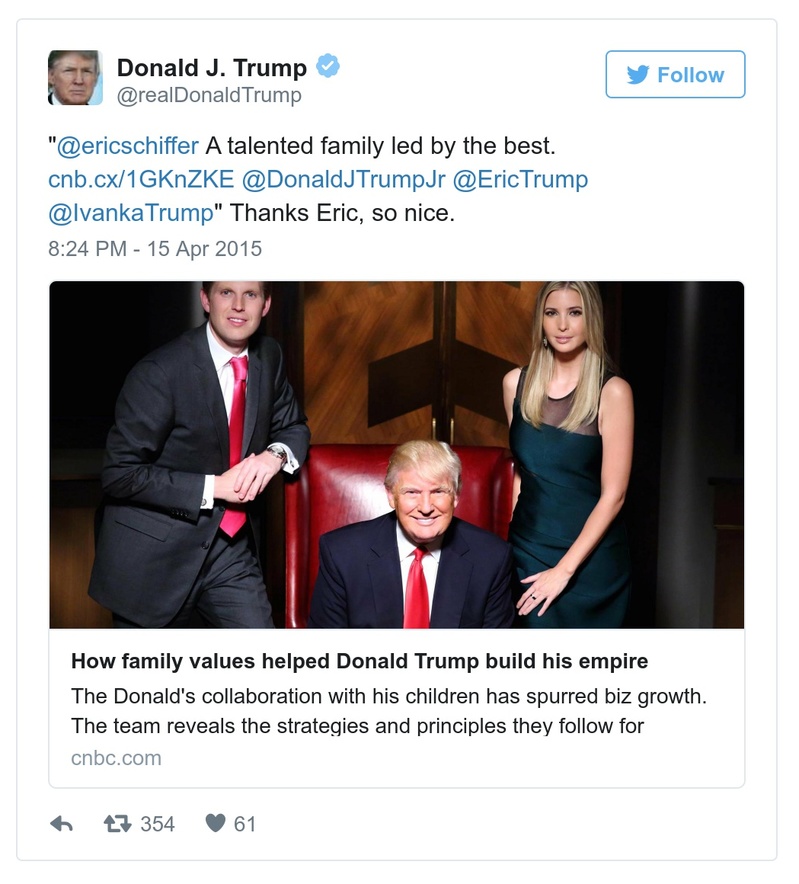 Donald J. Trump
@realDonaldTrump
Follow
"@ericschiffer A talented family led by the best.
cnb.cx/1GKnZKE @DonaldJTrumpJr @EricTrump
@IvankaTrump" Thanks Eric, so nice.
8:24 PM - 15 Apr 2015
How family values helped Donald Trump build his empire
The Donald's collaboration with his children has spurred biz growth.
The team reveals the strategies and principles they follow for
cnbc.com
354 61